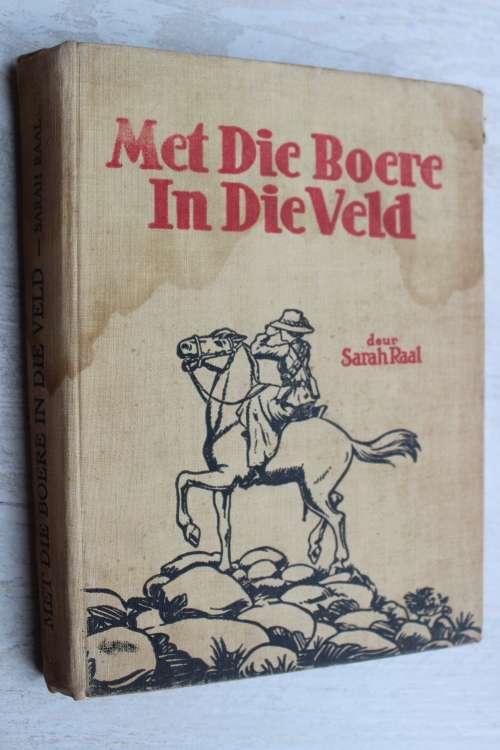 Met Die Boere
In Die Veld
deur
Sarah Raal
MET DIE BOERE IN DIE VELD — SARAH RAAL